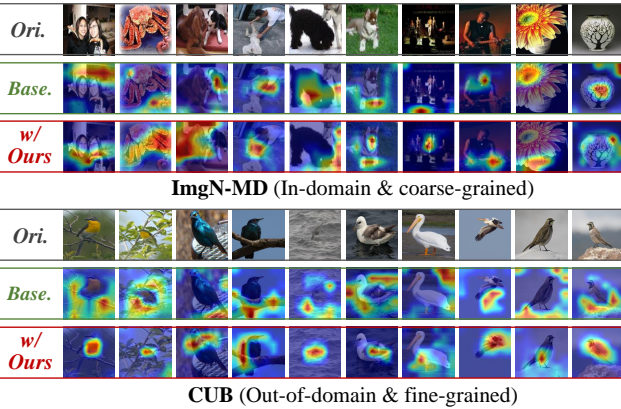 Ori.
Base.
w/
Ours
ImgN-MD (In-domain & coarse-grained)
Ori.
Base.
w/
Ours
CUB (Out-of-domain & fine-grained)